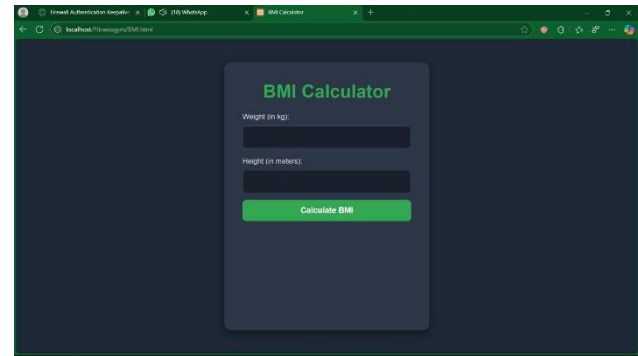 Firewall Authentication Keepaliv
(10) WhatsApp
BMI Calculator
localhost/Fitnessgym/BMI.html
BMI Calculator
Weight (in kg):
Height (in meters):
Calculate BMI